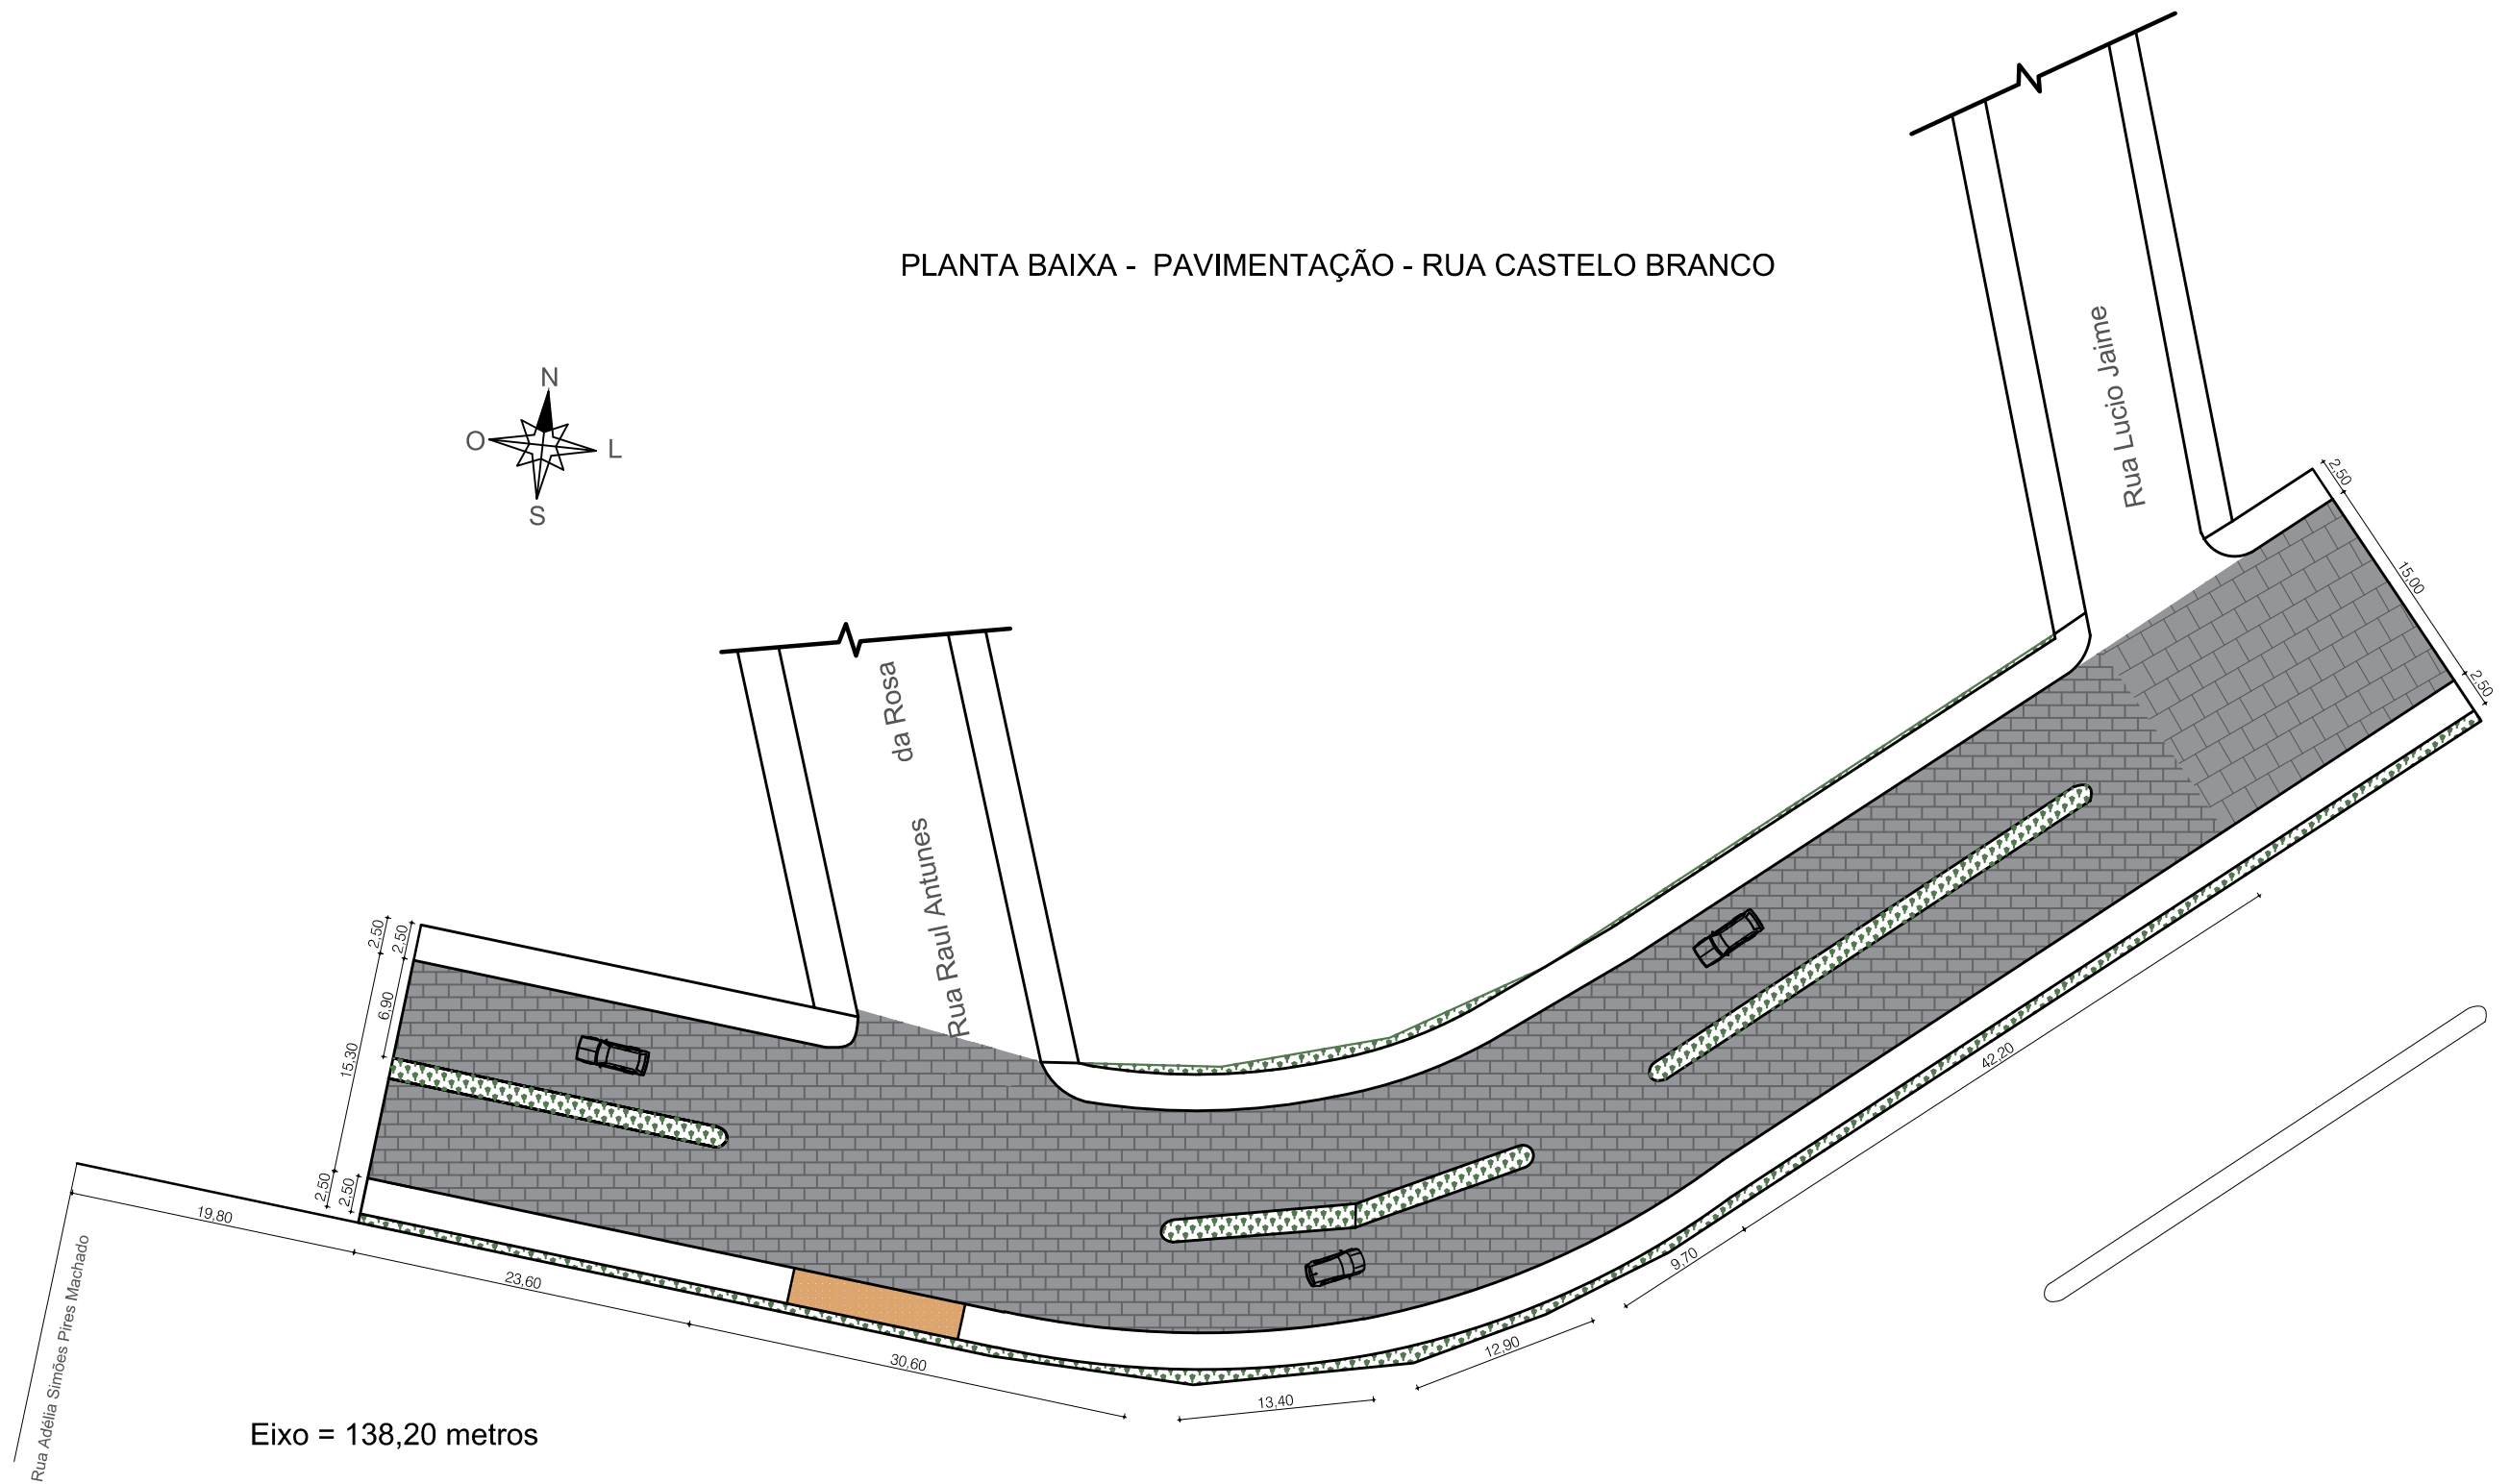 PLANTA BAIXA - PAVIMENTAÇÃO - RUA CASTELO BRANCO
N
O
L
S
Rua Lucio Jaime
2,50
15,00
2,50
Rua Raul Antunes da Rosa
2,50
2,50
6,90
15,30
2,50
2,50
19,80
23,60
30,60
13,40
12,90
9,70
42,20
Rua Adélia Simões Pires Machado
Eixo = 138,20 metros